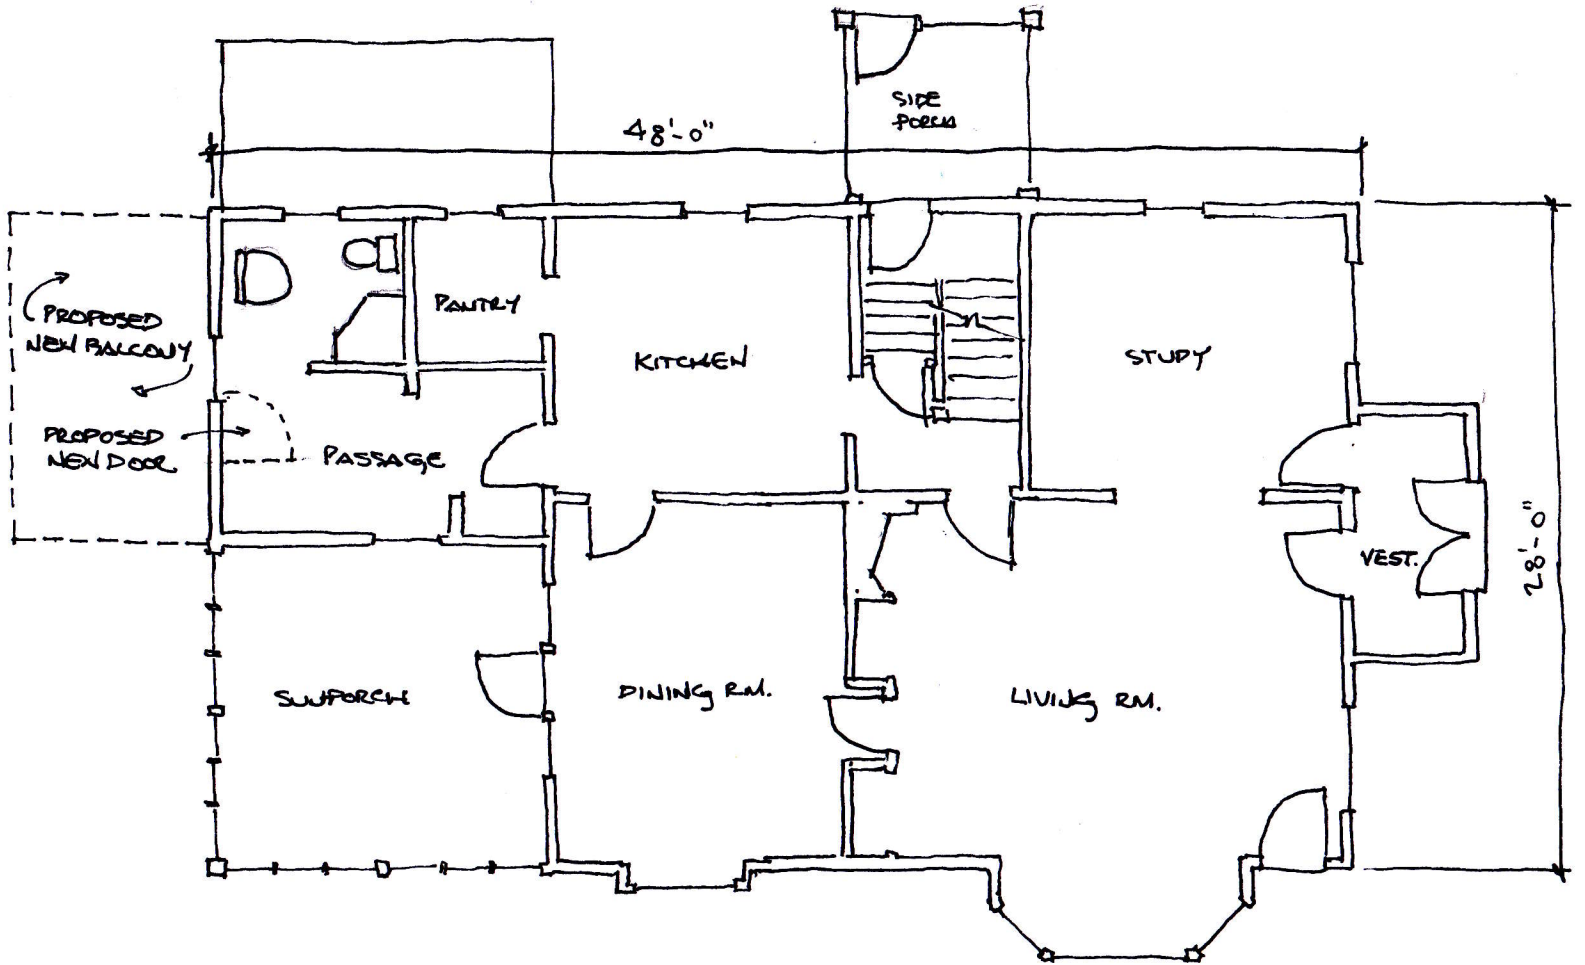 SIDE
PORCH
48'-0"
PROPOSED
NEW BALCONY
PANTRY
KITCHEN
STUDY
PROPOSED
NEW DOOR
PASSAGE
VEST.
28'-0"
SUNPORCH
DINING RM.
LIVING RM.